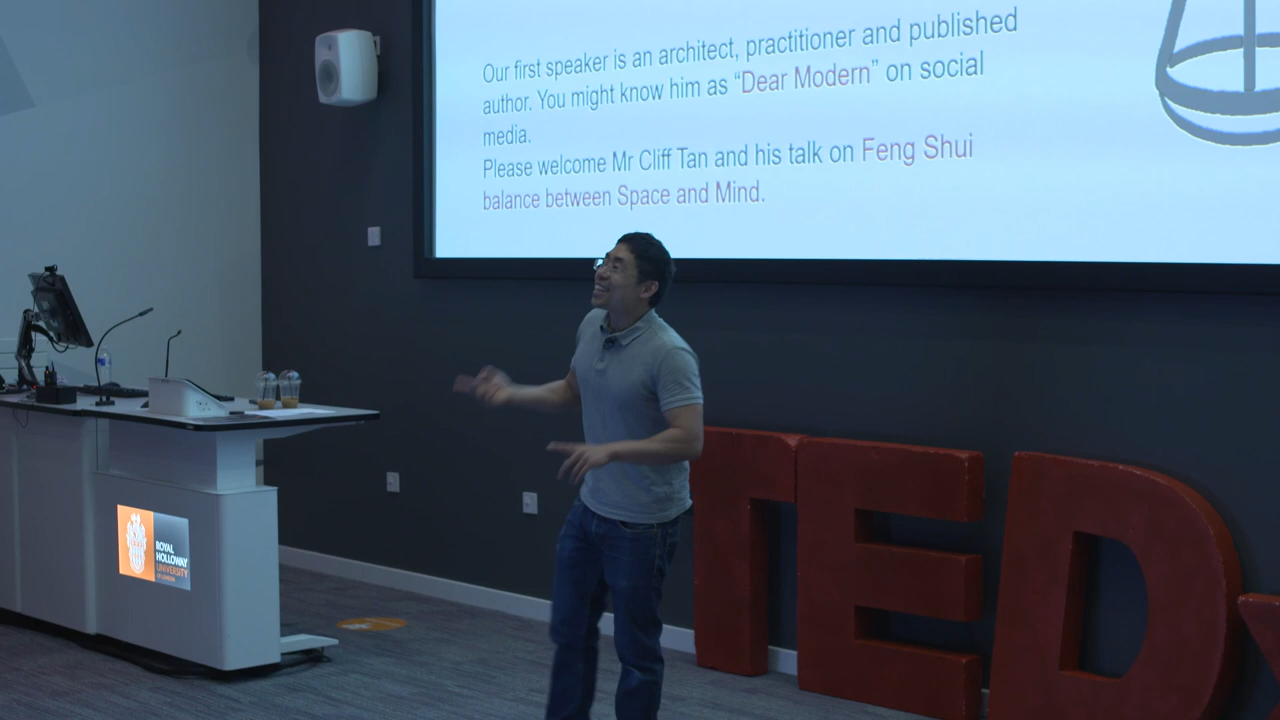 Our first speaker is an architect, practitioner and published
author. You might know him as “Dear Modern” on social
media.
Please welcome Mr Cliff Tan and his talk on Feng Shui
balance between Space and Mind.
ROYAL
HOLLOWAY
UNIVERSITY
OF LONDON
TEDx